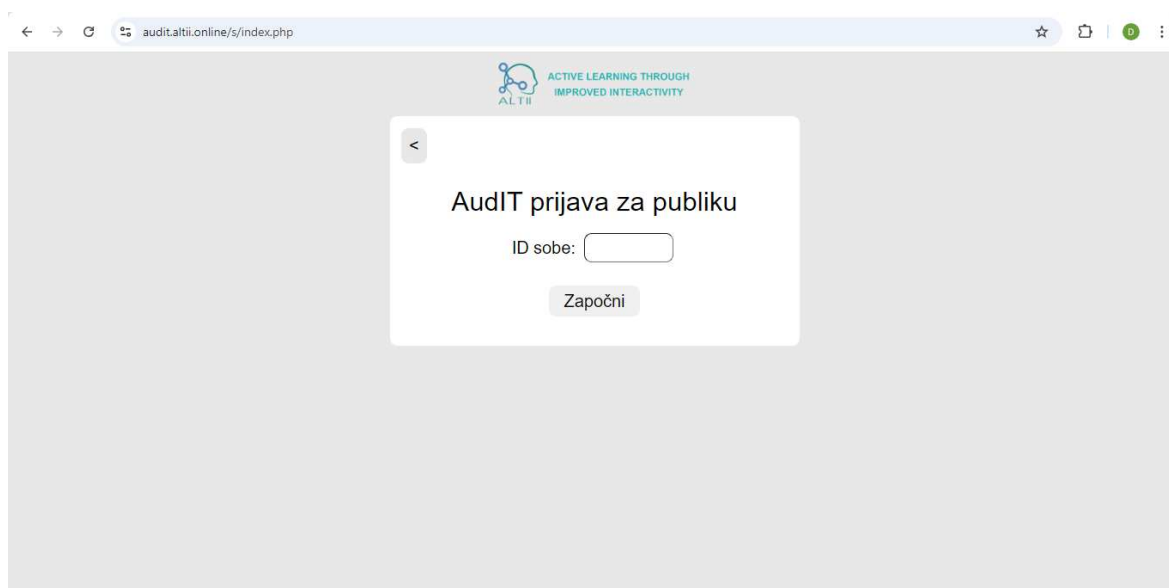 audit.altii.online/s/index.php
D
ACTIVE LEARNING THROUGH
IMPROVED INTERACTIVITY
ALTII
<
AudIT prijava za publiku
ID sobe:
Započni